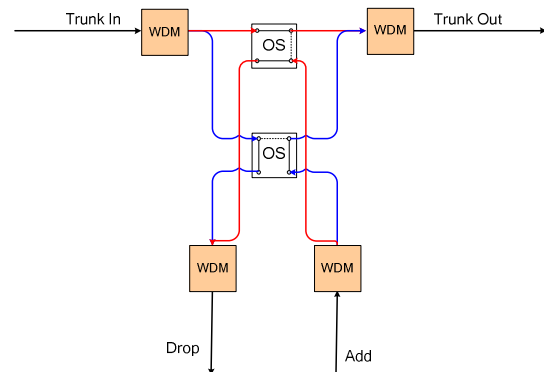 Trunk In
Trunk Out
WDM
OS
WDM
OS
WDM
WDM
Drop
Add